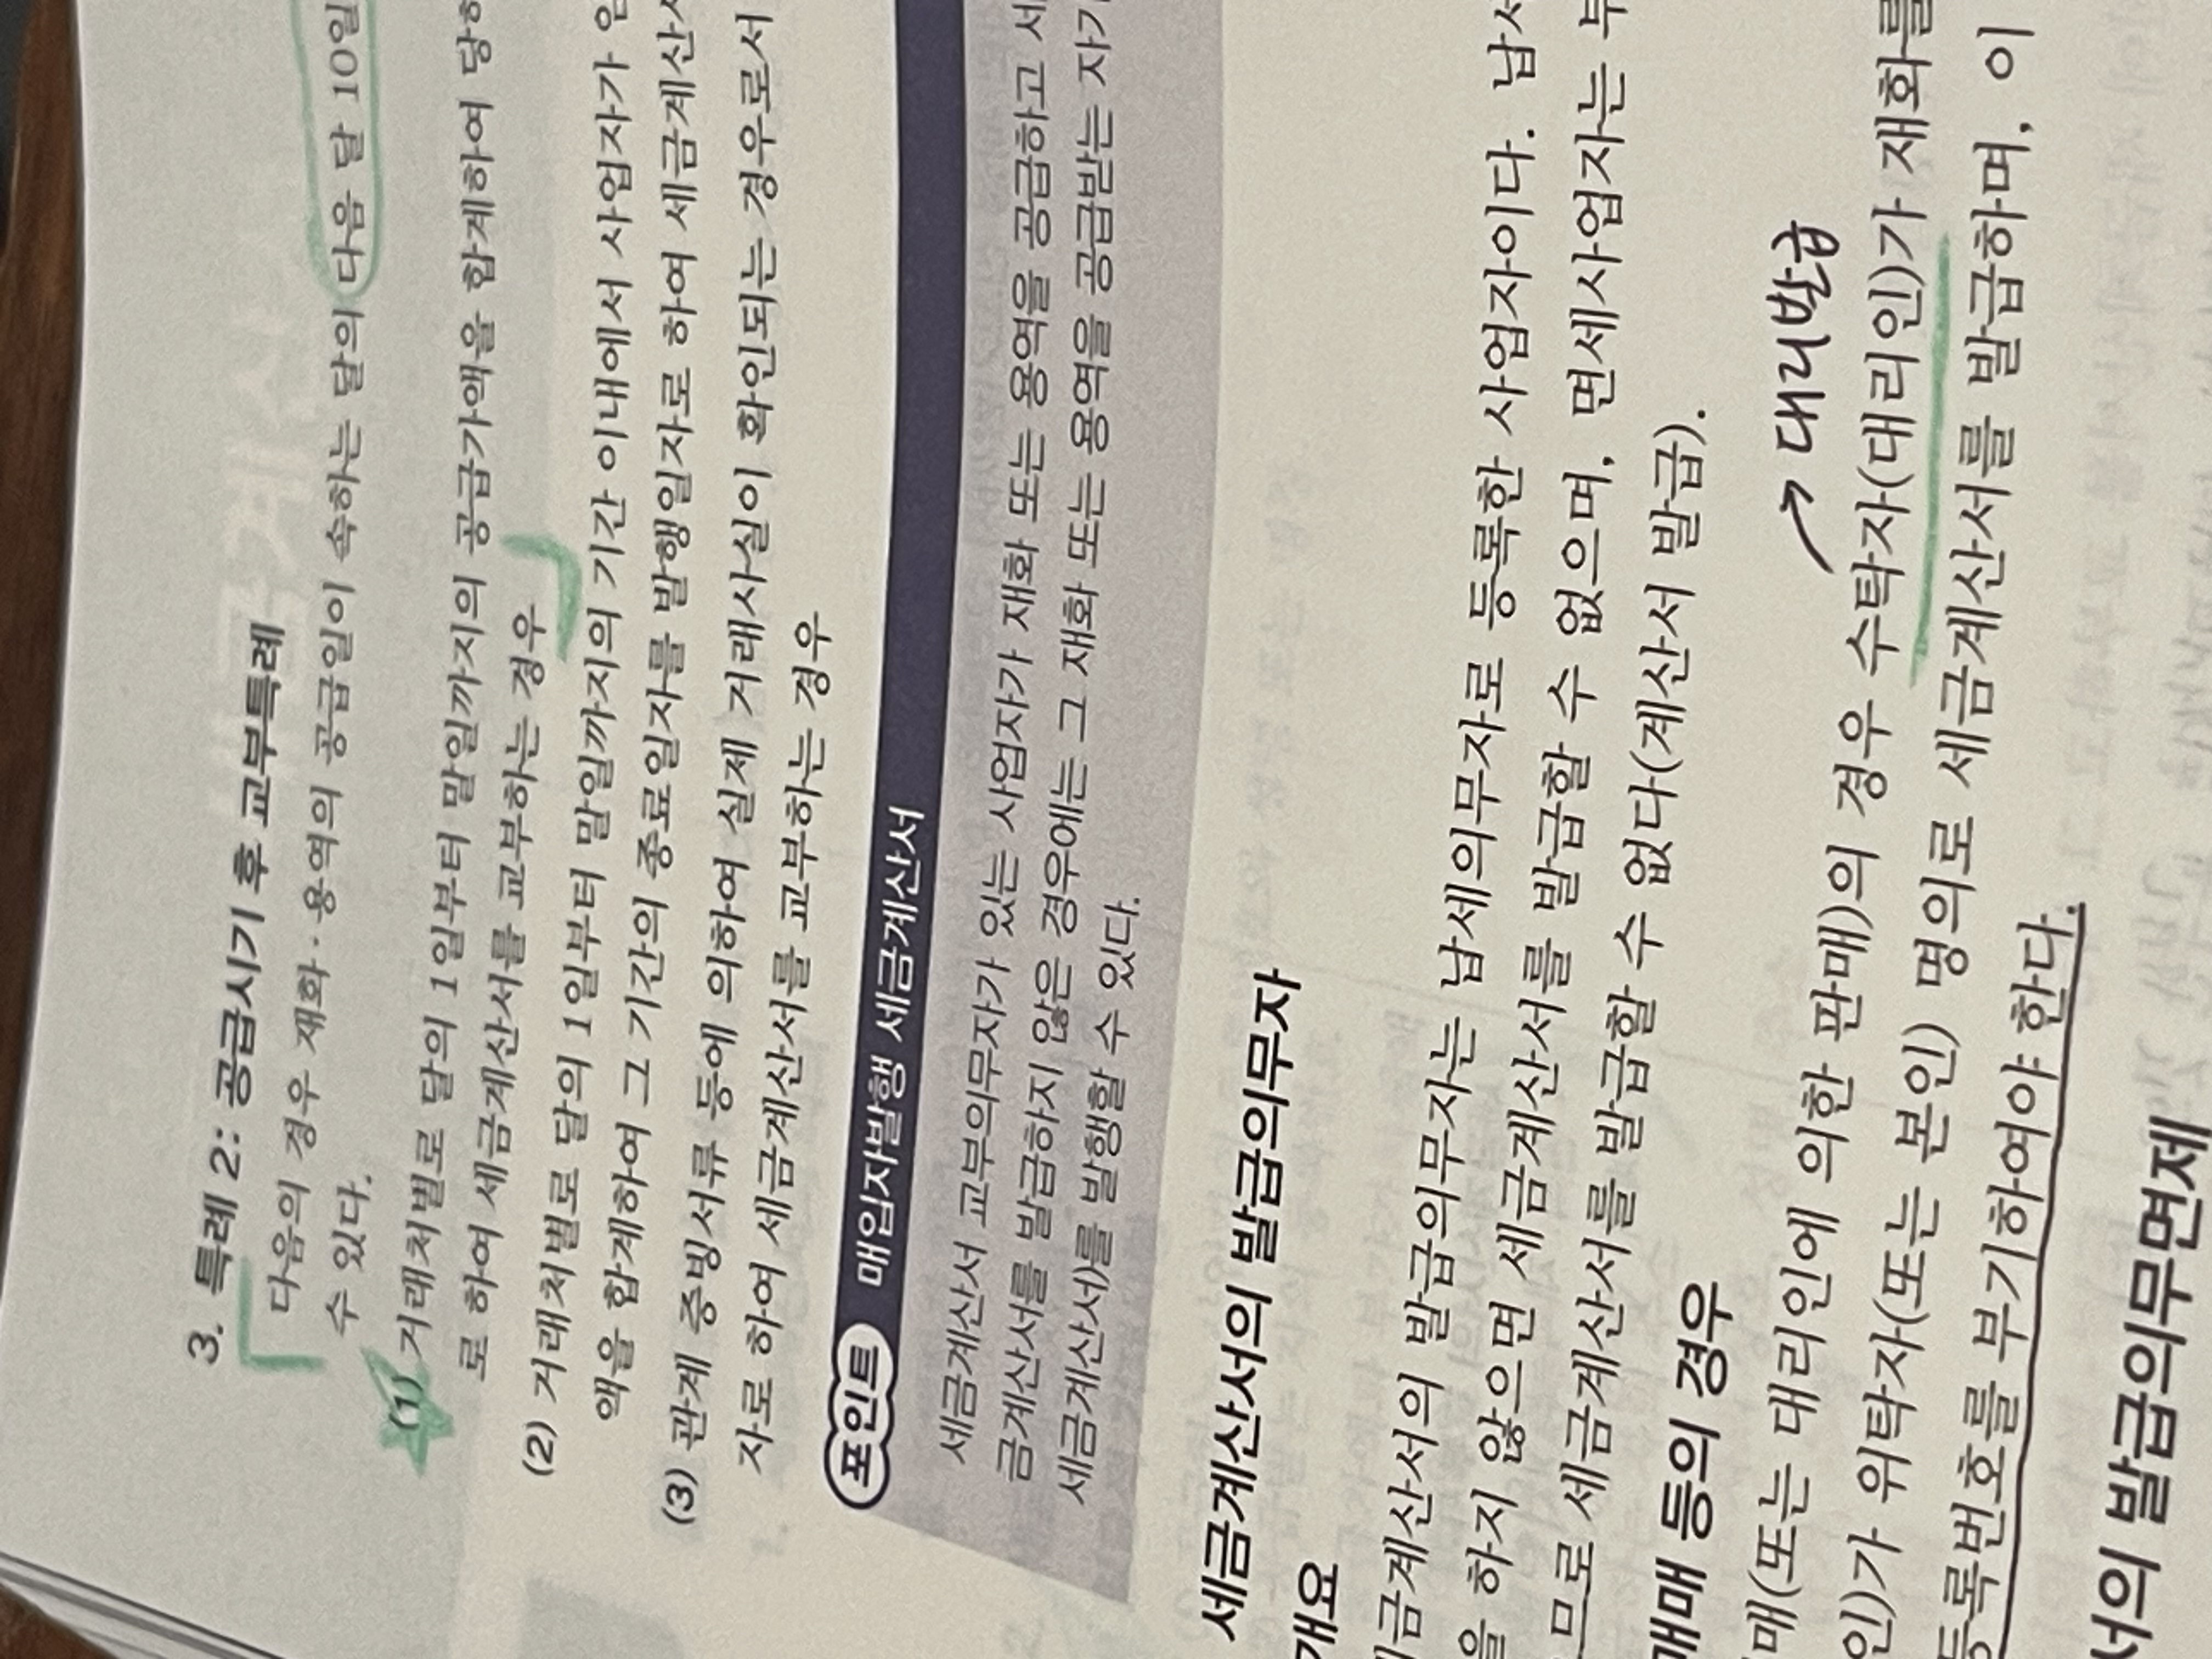 3. 특례 2: 공급시기 후 교부특례
다음의 경우 재화·용역의 공급일이 속하는 달의 다음 달 10일
수 있다.
(1) 거래처별로 달의 1일부터 말일까지의 공급가액을 합계하여
로 하여 세금계산서를 교부하는 경우
(2) 거래처별로 달의 1일부터 말일까지의 기간 이내에서 사업자가
액을 합계하여 그 기간의 종료일자를 발행일자로 하여 세금계산
(3) 관계 증빙서류 등에 의하여 실제 거래사실이 확인되는 경우로서
자로 하여 세금계산서를 교부하는 경우
포인트 매입자발행 세금계산서
세금계산서 교부의무자가 있는 사업자가 재화 또는 용역을 공급하고 세
금계산서를 발급하지 않은 경우에는 그 재화 또는 용역을 공급받는 자가
세금계산서)를 발행할 수 있다.
세금계산서의 발급의무자
개요
세금계산서의 발급의무자는 납세의무자로 등록한 사업자이다. 납세
을 하지 않으면 세금계산서를 발급할 수 없으며, 면세사업자는 부
므로 세금계산서를 발급할 수 없다(계산서 발급).
매매 등의 경우
매(또는 대리인에 의한 판매)의 경우 수탁자(대리인)가 재화를
→ 대리발급
인)가 위탁자(또는 본인) 명의로 세금계산서를 발급하며, 이
등록번호를 부기하여야 한다.
서의 발급의무면제